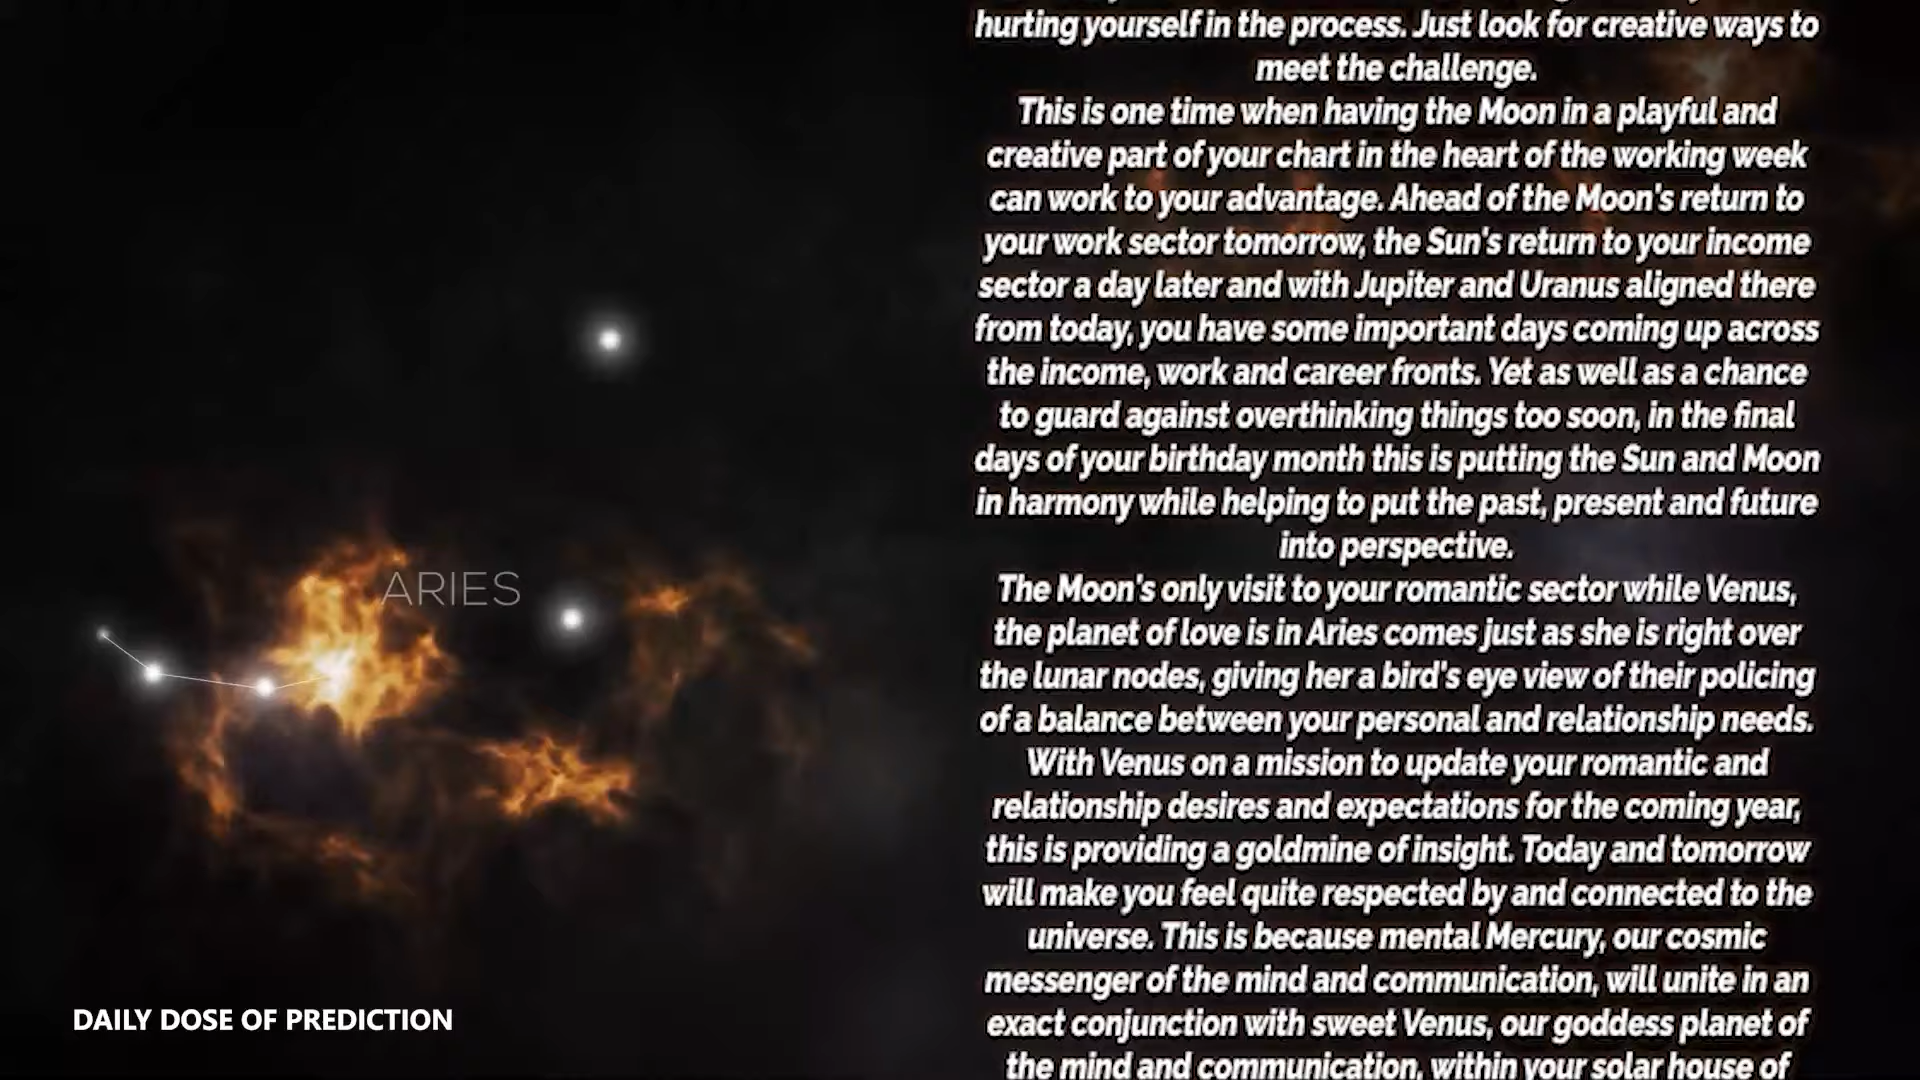 hurting yourself in the process. Just look for creative ways to
meet the challenge.
This is one time when having the Moon in a playful and
creative part of your chart in the heart of the working week
can work to your advantage. Ahead of the Moon's return to
your work sector tomorrow, the Sun's return to your income
sector a day later and with Jupiter and Uranus aligned there
from today, you have some important days coming up across
the income, work and career fronts. Yet as well as a chance
to guard against overthinking things too soon, in the final
days of your birthday month this is putting the Sun and Moon
in harmony while helping to put the past, present and future
into perspective.
The Moon's only visit to your romantic sector while Venus,
the planet of love is in Aries comes just as she is right over
the lunar nodes, giving her a bird's eye view of their policing
of a balance between your personal and relationship needs.
With Venus on a mission to update your romantic and
relationship desires and expectations for the coming year,
this is providing a goldmine of insight. Today and tomorrow
will make you feel quite respected by and connected to the
universe. This is because mental Mercury, our cosmic
messenger of the mind and communication, will unite in an
exact conjunction with sweet Venus, our goddess planet of
the mind and communication, within your solar house of
ARIES
DAILY DOSE OF PREDICTION